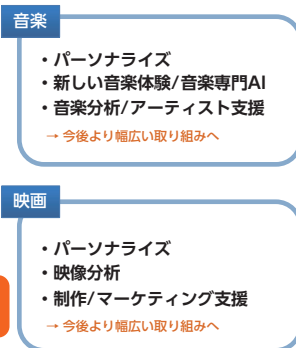 音楽
・パーソナライズ
・新しい音楽体験/音楽専門AI
・音楽分析/アーティスト支援
→ 今後より幅広い取り組みへ
映画
・パーソナライズ
・映像分析
・制作/マーケティング支援
→ 今後より幅広い取り組みへ